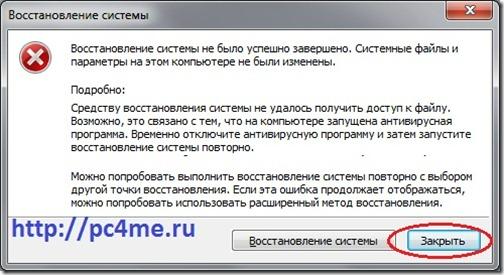 Восстановление системы
Восстановление системы не было успешно завершено. Системные файлы и
параметры на этом компьютере не были изменены.
Подробно:
Средству восстановления системы не удалось получить доступ к файлу.
Возможно, это связано с тем, что на компьютере запущена антивирусная
программа. Временно отключите антивирусную программу и затем запустите
восстановление системы повторно.
Можно попробовать выполнить восстановление системы повторно с выбором
другой точки восстановления. Если эта ошибка продолжает отображаться,
можно попробовать использовать расширенный метод восстановления.
http://pc4me.ru
Восстановление системы
Закрыть